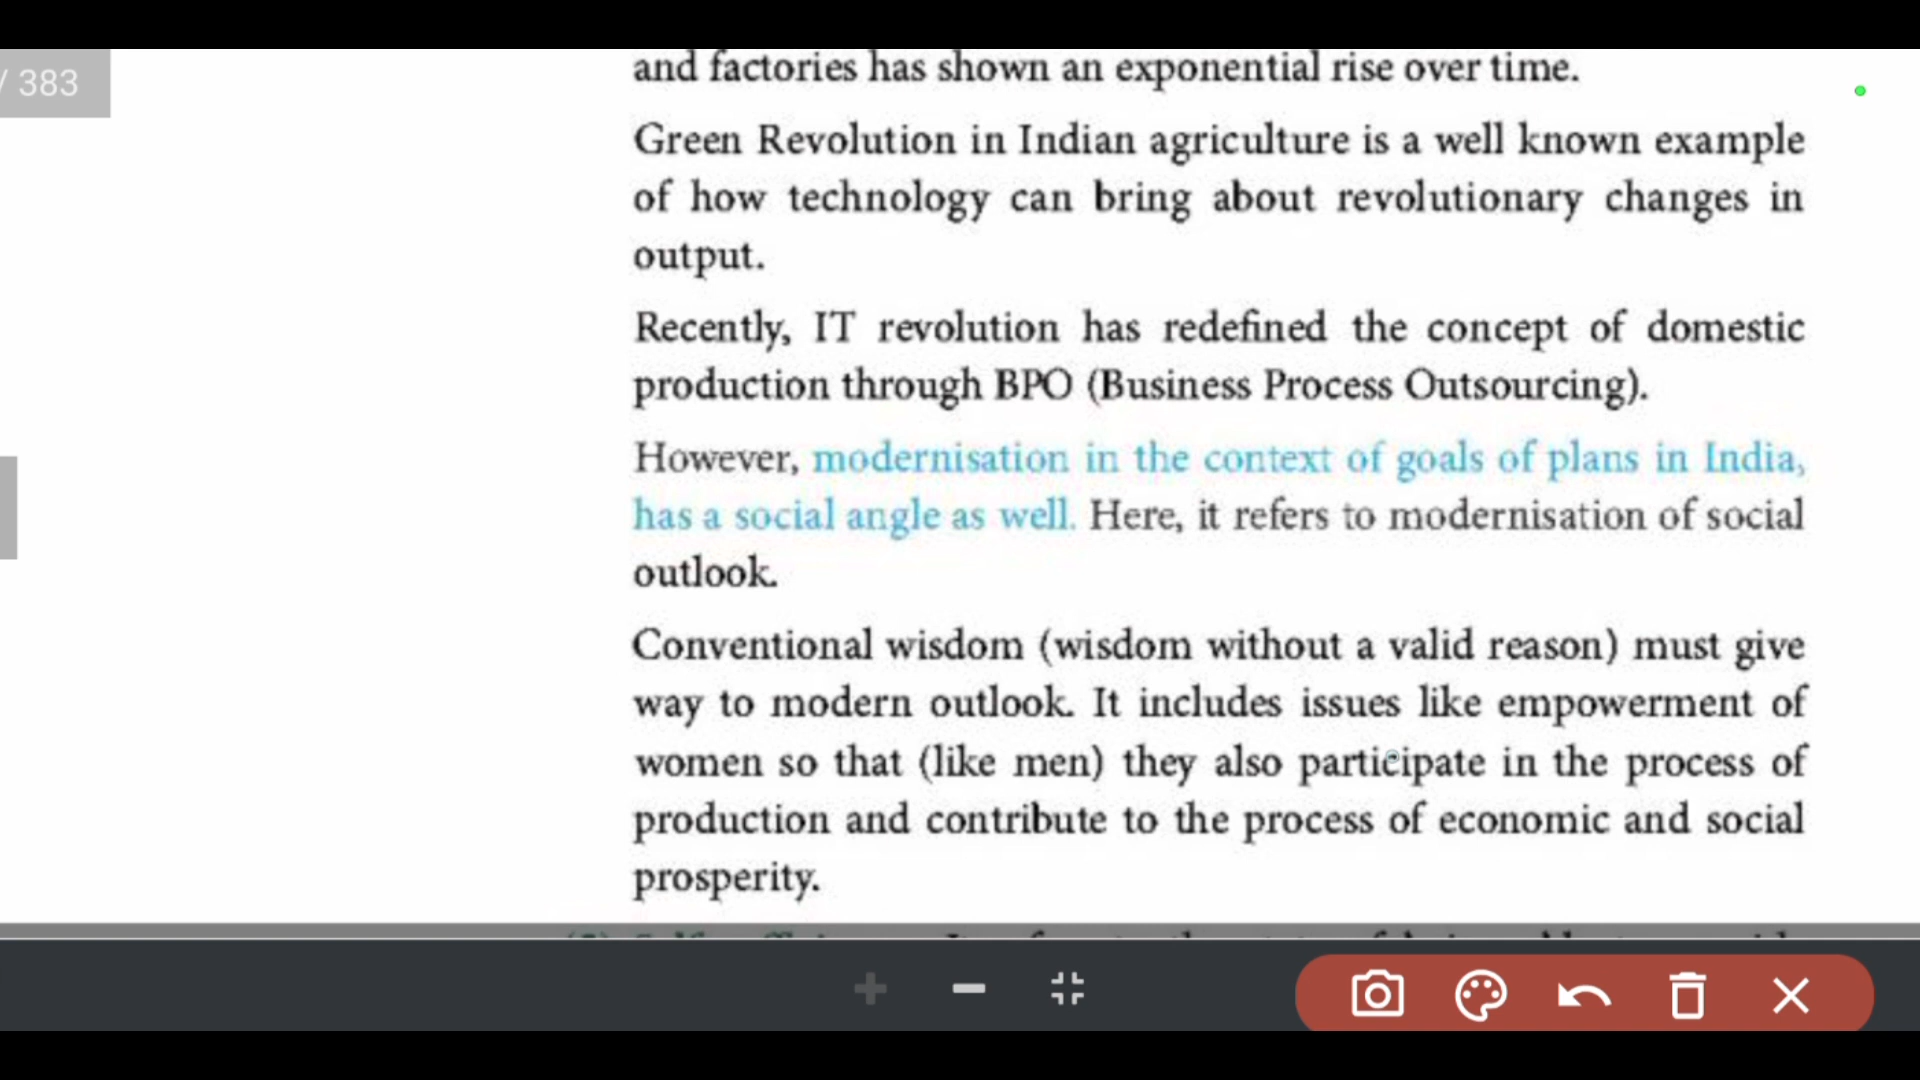 / 383
and factories has shown an exponential rise over time.
Green Revolution in Indian agriculture is a well known example
of how technology can bring about revolutionary changes in
output.
Recently, IT revolution has redefined the concept of domestic
production through BPO (Business Process Outsourcing).
However, modernisation in the context of goals of plans in India,
has a social angle as well. Here, it refers to modernisation of social
outlook.
Conventional wisdom (wisdom without a valid reason) must give
way to modern outlook. It includes issues like empowerment of
women so that (like men) they also participate in the process of
production and contribute to the process of economic and social
prosperity.